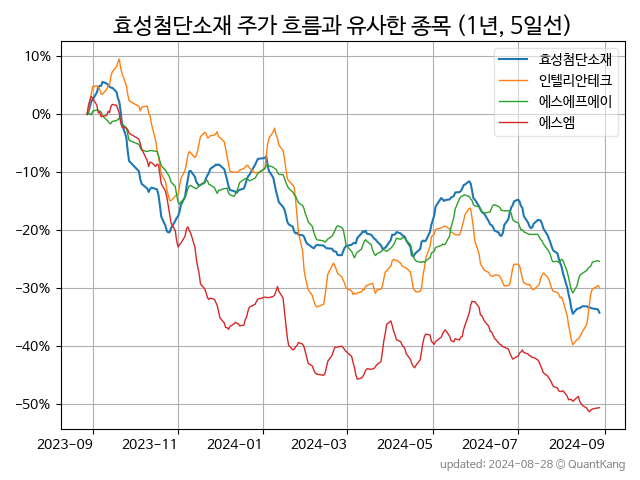 효성첨단소재 주가 흐름과 유사한 종목 (1년, 5일선)
효성첨단소재
인텔리안테크
에스에프에이
에스엠
10%
0%
−10%
−20%
−30%
−40%
−50%
2023-09 2023-11 2024-01 2024-03 2024-05 2024-07 2024-09
updated: 2024-08-28 © QuantKang